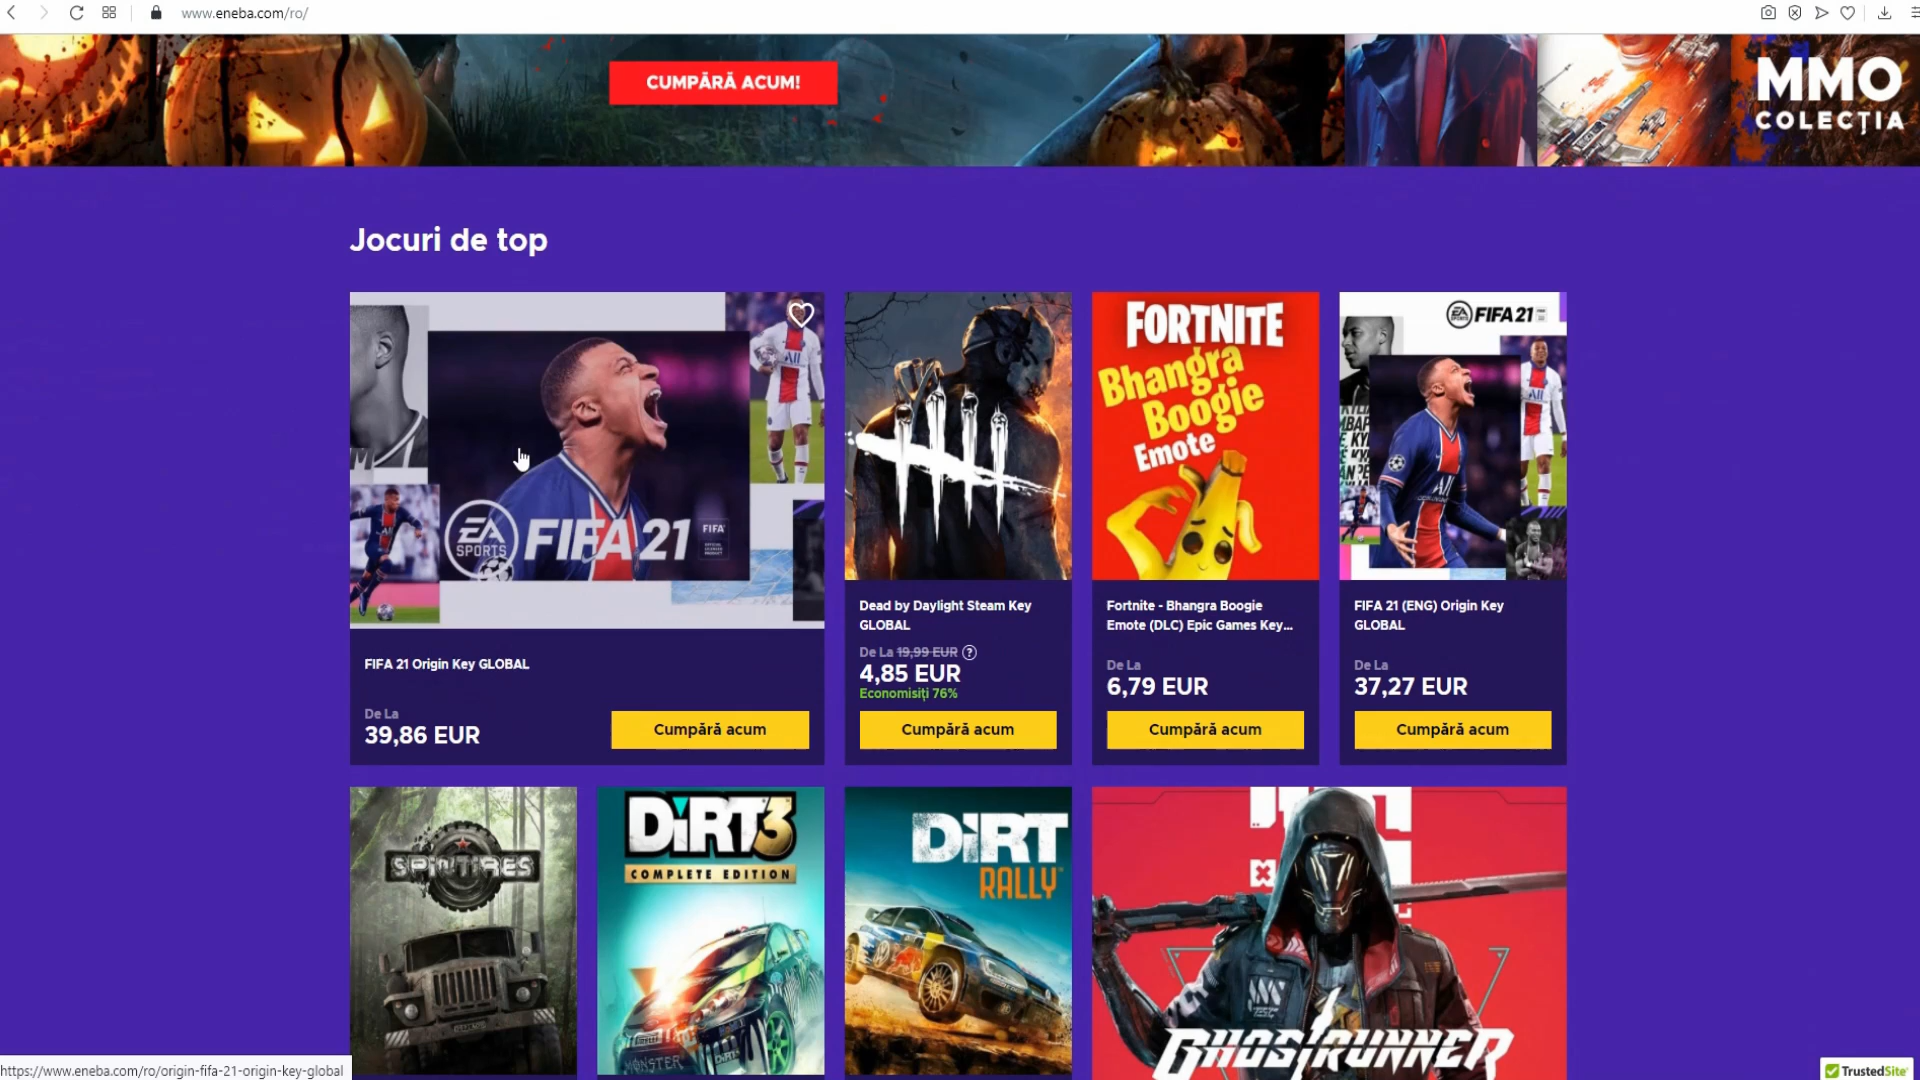 www.eneba.com/ro/
CUMPĂRĂ ACUM!
MMO
COLECȚIA
Jocuri de top
EA
SPORTS
FIFA 21
FIFA
FORTNITE
Bhangra
Boogie
Emote
FIFA 21
FIFA 21 Origin Key GLOBAL
De La
39,86 EUR
Cumpără acum
Dead by Daylight Steam Key
GLOBAL
De La 19,99 EUR ?
4,85 EUR
Economisiți 76%
Cumpără acum
Fortnite - Bhangra Boogie
Emote (DLC) Epic Games Key...
De La
6,79 EUR
Cumpără acum
FIFA 21 (ENG) Origin Key
GLOBAL
De La
37,27 EUR
Cumpără acum
SPINTIRES
DiRT3
COMPLETE EDITION
MONSTER
DiRT
RALLY
GHOSTRUNNER
https://www.eneba.com/ro/origin-fifa-21-origin-key-global
TrustedSite